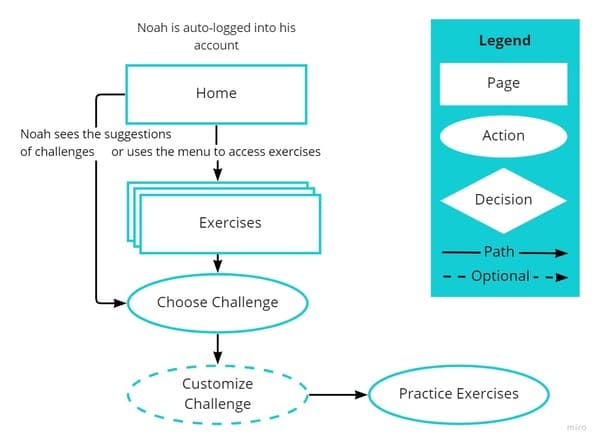 Noah is auto-logged into his
account
Home
Noah sees the suggestions
of challenges or uses the menu to access exercises
Exercises
Choose Challenge
Customize
Challenge
Practice Exercises
Legend
Page
Action
Decision
Path
Optional
miro